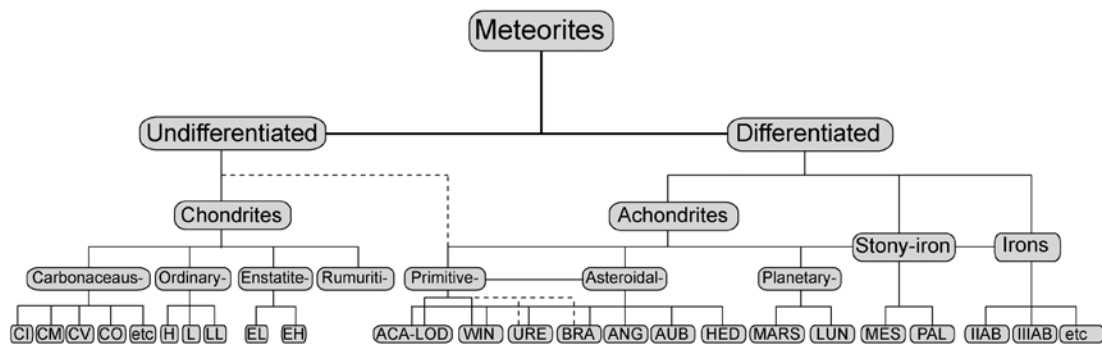 Meteorites
Undifferentiated
Differentiated
Chondrites
Achondrites
Stony-iron
Irons
Carbonaceaus-
Ordinary-
Enstatite-
Rumuriti-
Primitive-
Asteroidal-
Planetary-
CI
CM
CV
CO
etc
H
L
LL
EL
EH
ACA-LOD
WIN
URE
BRA
ANG
AUB
HED
MARS
LUN
MES
PAL
IIAB
IIIAB
etc